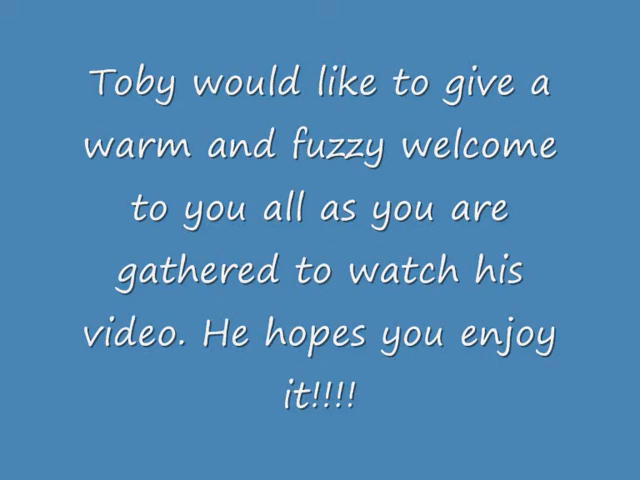 Toby would like to give a
warm and fuzzy welcome
to you all as you are
gathered to watch his
video. He hopes you enjoy
it!!!!